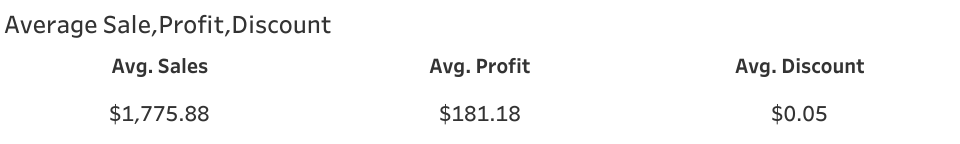 Average Sale,Profit,Discount
Avg. Sales Avg. Profit Avg. Discount
$1,775.88 $181.18 $0.05